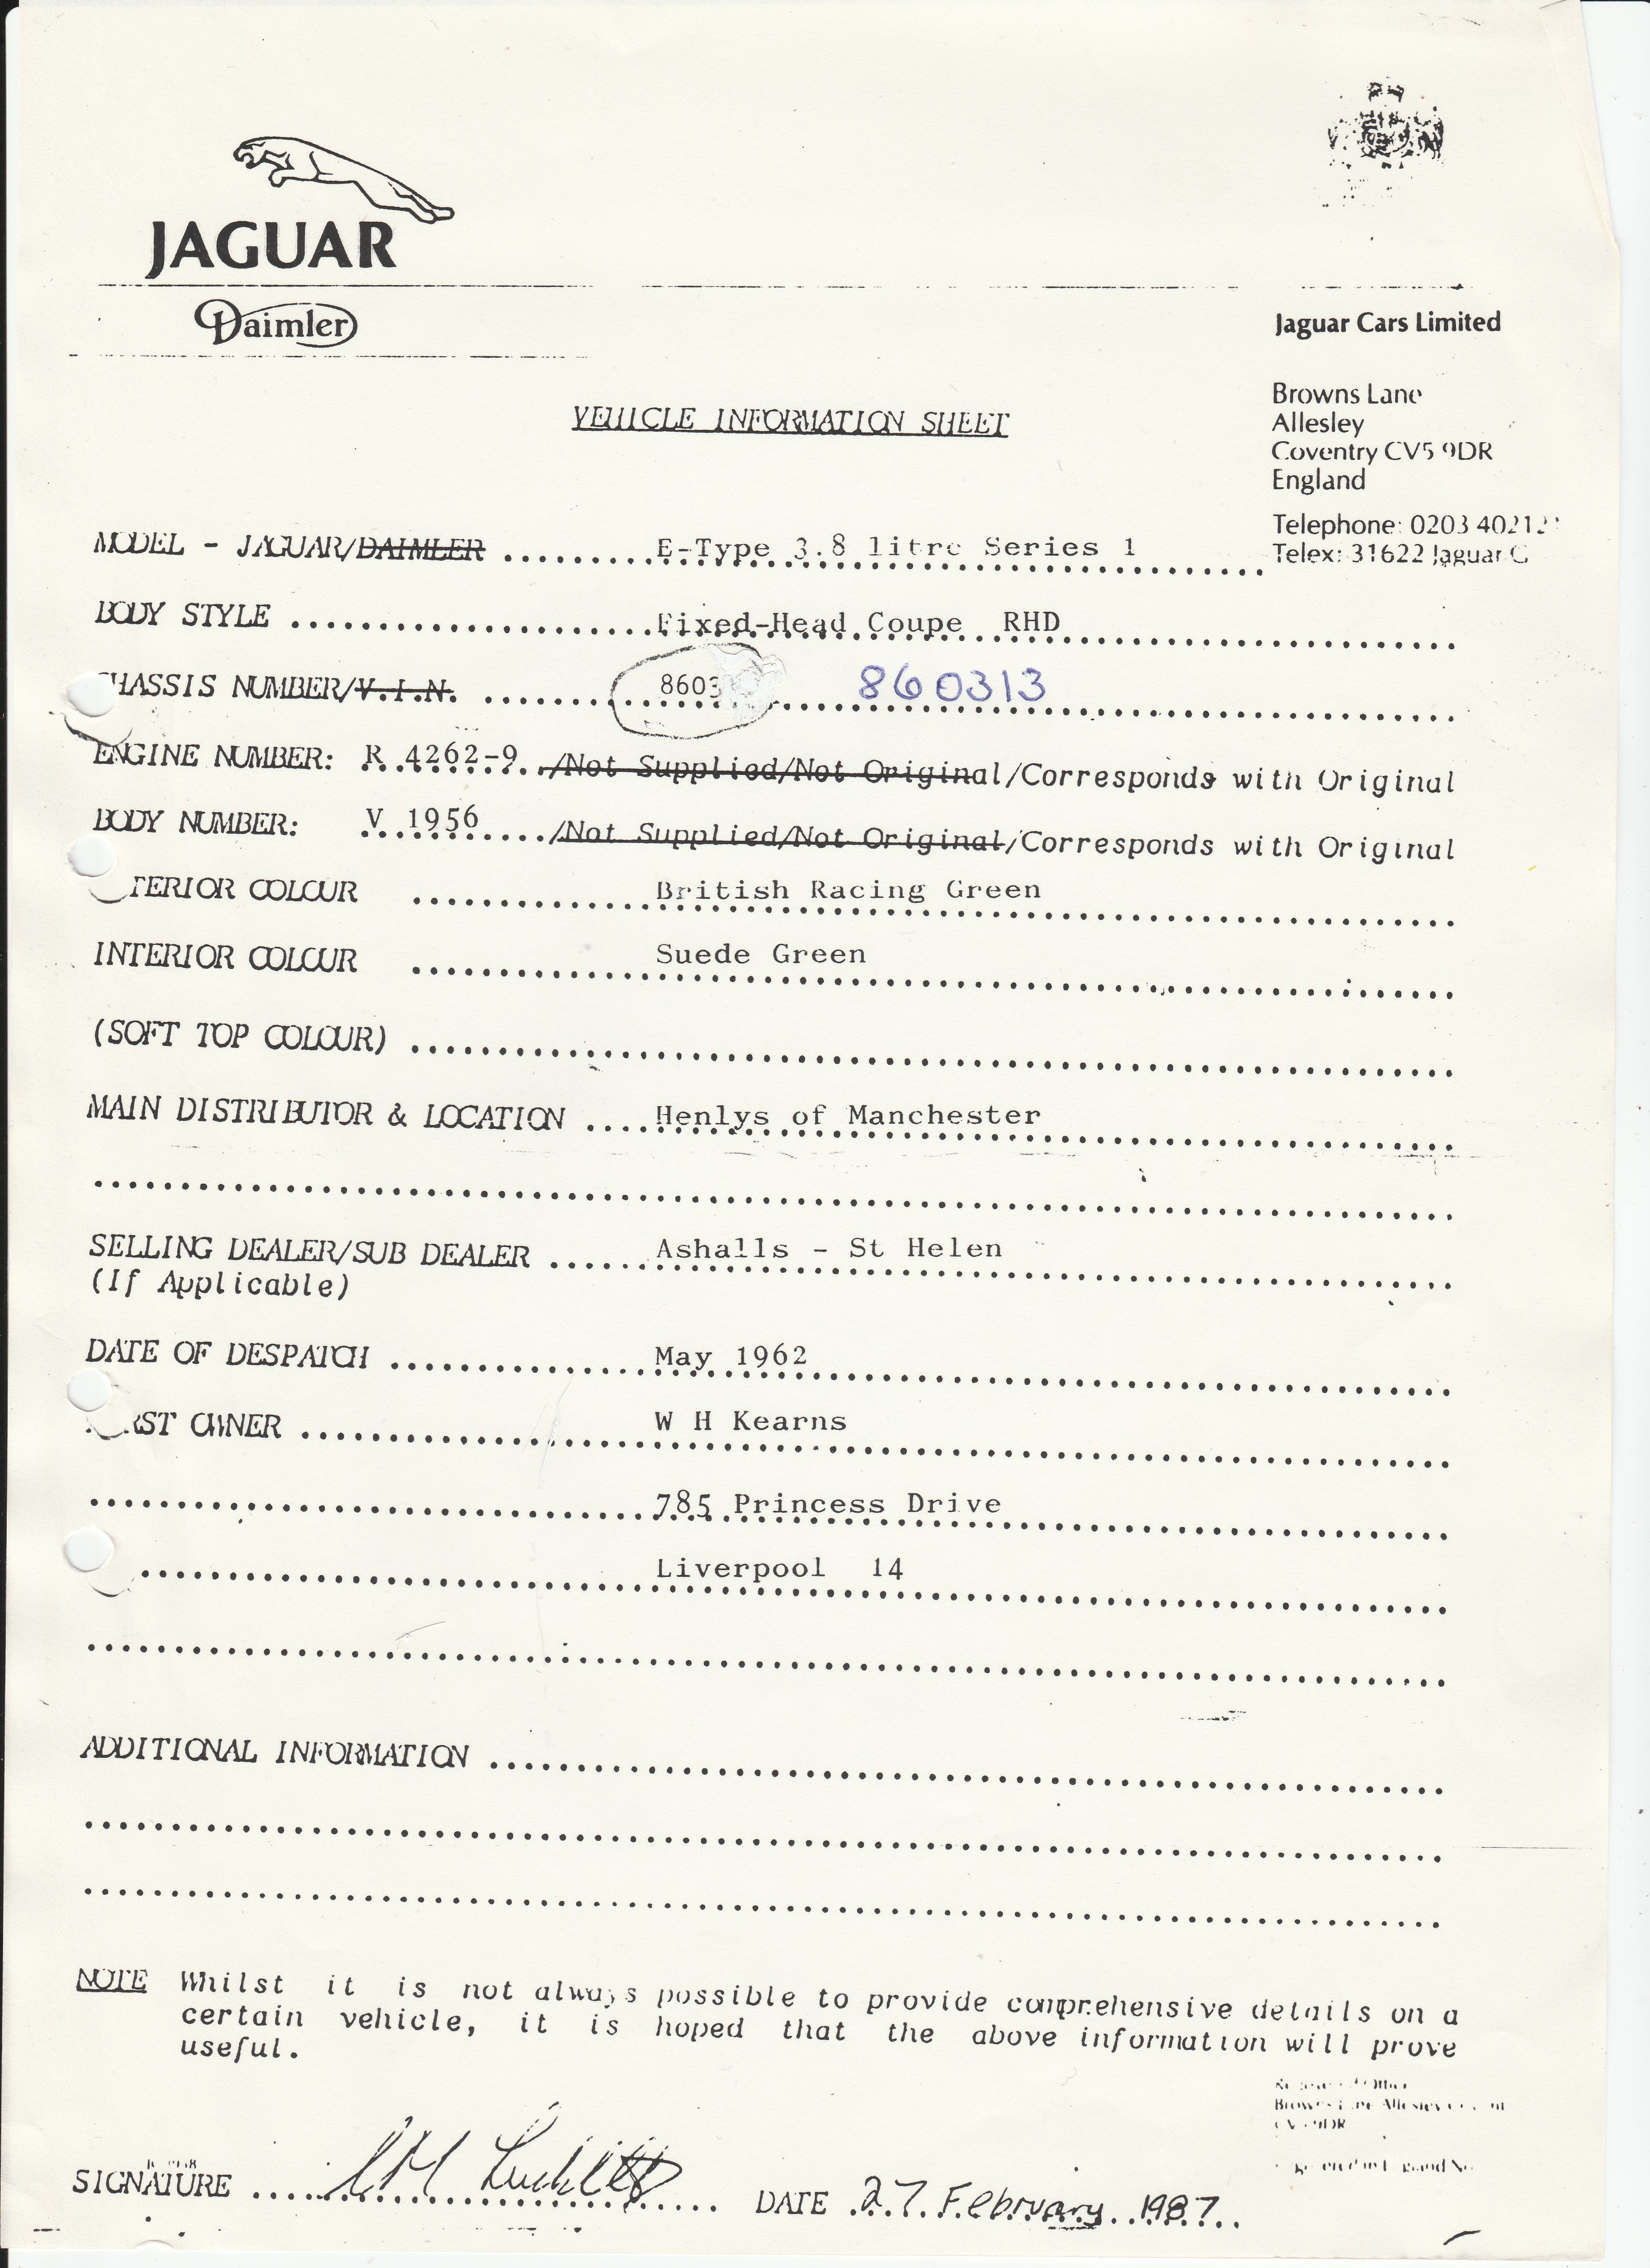 JAGUAR
Daimler
Jaguar Cars Limited
Browns Lane
Allesley
Coventry CV5 9DR
England
Telephone: 0203 40212
Telex: 31622 Jaguar G
VEHICLE INFORMATION SHEET
MODEL - JAGUAR/DAIMLER .......... E-Type 3.8 litre Series 1
BODY STYLE .......... Fixed-Head Coupe RHD
CHASSIS NUMBER/V.I.N. .......... 8603 860313
ENGINE NUMBER: R 4262-9 /Not Supplied/Not Original/Corresponds with Original
BODY NUMBER: V 1956 /Not Supplied/Not Original/Corresponds with Original
TERIOR COLOUR .......... British Racing Green
INTERIOR COLOUR .......... Suede Green
(SOFT TOP COLOUR) ..........
MAIN DISTRIBUTOR & LOCATION .......... Henlys of Manchester
SELLING DEALER/SUB DEALER .......... Ashalls - St Helen
(If Applicable)
DATE OF DESPATCH .......... May 1962
RST OWNER .......... W H Kearns
785 Princess Drive
Liverpool 14
ADDITIONAL INFORMATION ..........
NOTE Whilst it is not always possible to provide comprehensive details on a
certain vehicle, it is hoped that the above information will prove
useful.
SIGNATURE .......... DATE 27 February 1987